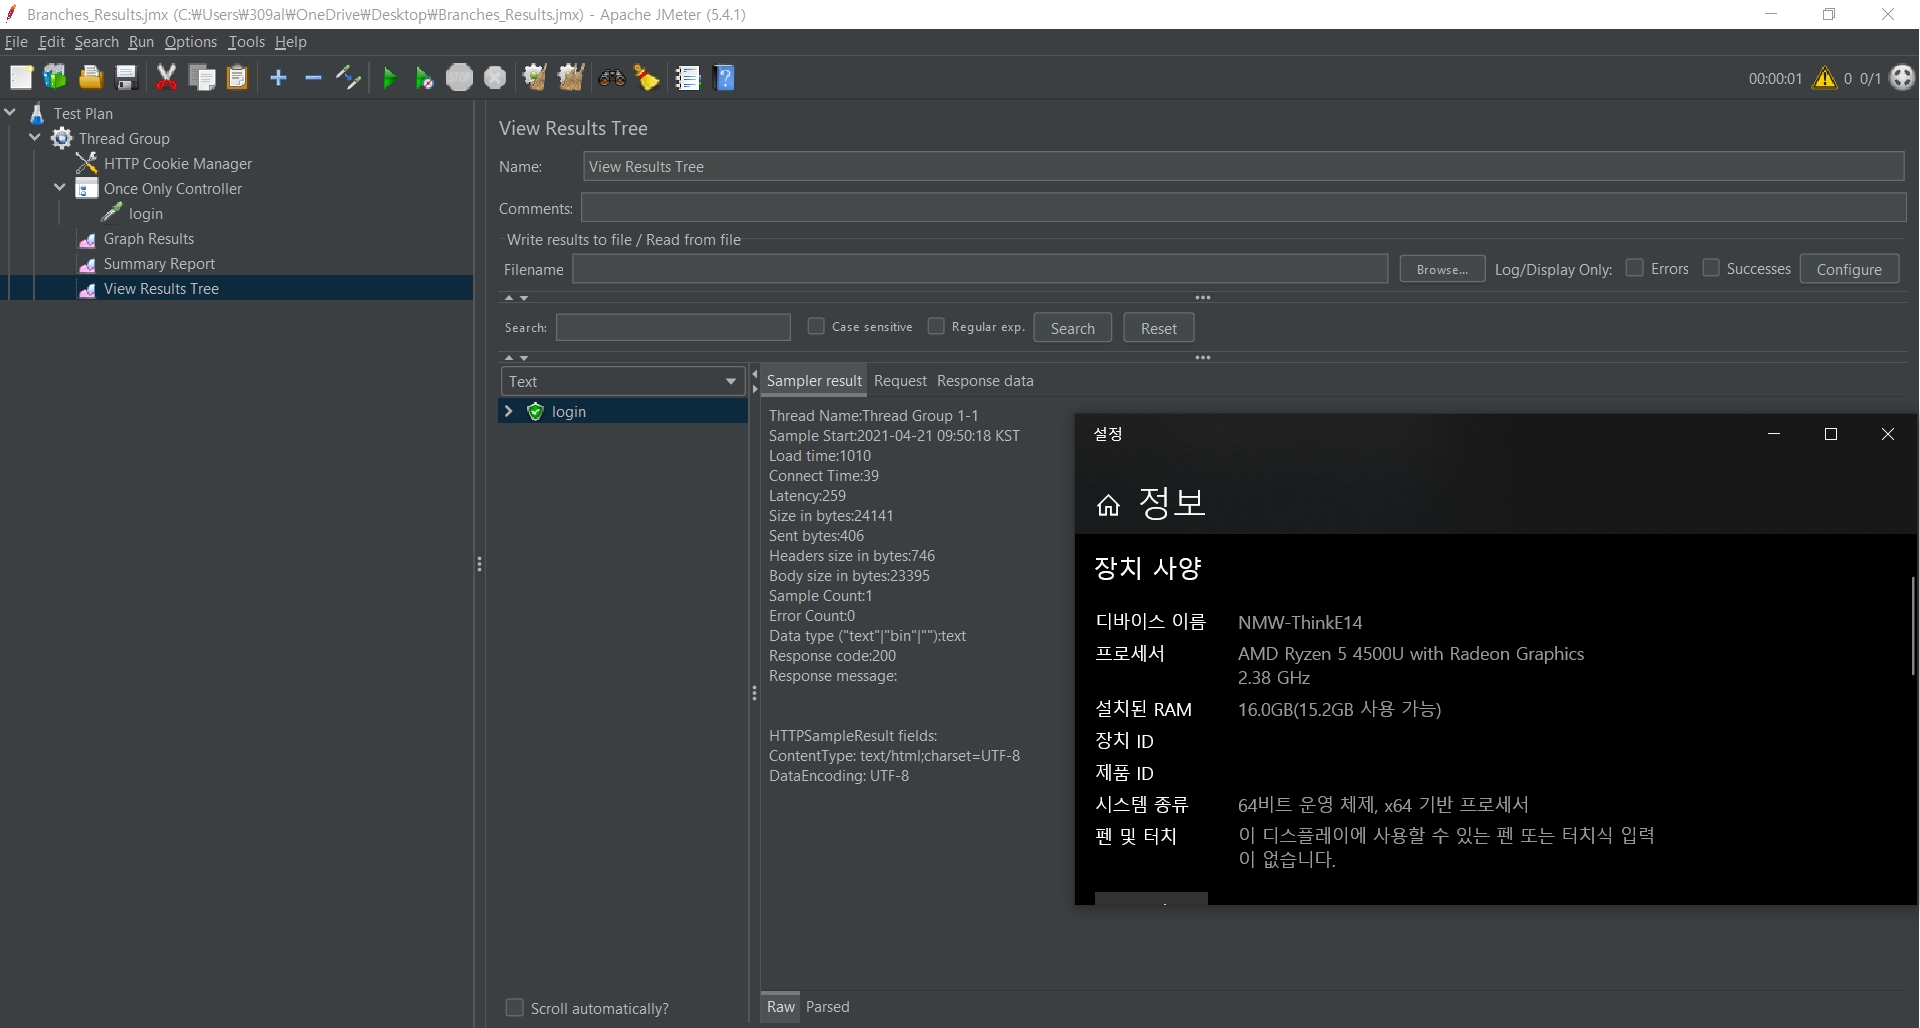 Branches_Results.jmx (C:₩Users₩309al₩OneDrive₩Desktop₩Branches_Results.jmx) - Apache JMeter (5.4.1)
File Edit Search Run Options Tools Help
STOP
00:00:01 0 0/1
Test Plan
Thread Group
HTTP Cookie Manager
Once Only Controller
login
Graph Results
Summary Report
View Results Tree
View Results Tree
Name: View Results Tree
Comments:
Write results to file / Read from file
Filename Browse... Log/Display Only: Errors Successes Configure
Search: Case sensitive Regular exp. Search Reset
Text
login
Scroll automatically?
Sampler result Request Response data
Thread Name:Thread Group 1-1
Sample Start:2021-04-21 09:50:18 KST
Load time:1010
Connect Time:39
Latency:259
Size in bytes:24141
Sent bytes:406
Headers size in bytes:746
Body size in bytes:23395
Sample Count:1
Error Count:0
Data type ("text"|"bin"|""):text
Response code:200
Response message:
HTTPSampleResult fields:
ContentType: text/html;charset=UTF-8
DataEncoding: UTF-8
Raw Parsed
설정
정보
장치 사양
디바이스 이름 NMW-ThinkE14
프로세서 AMD Ryzen 5 4500U with Radeon Graphics
2.38 GHz
설치된 RAM 16.0GB(15.2GB 사용 가능)
장치 ID
제품 ID
시스템 종류 64비트 운영 체제, x64 기반 프로세서
펜 및 터치 이 디스플레이에 사용할 수 있는 펜 또는 터치식 입력
이 없습니다.